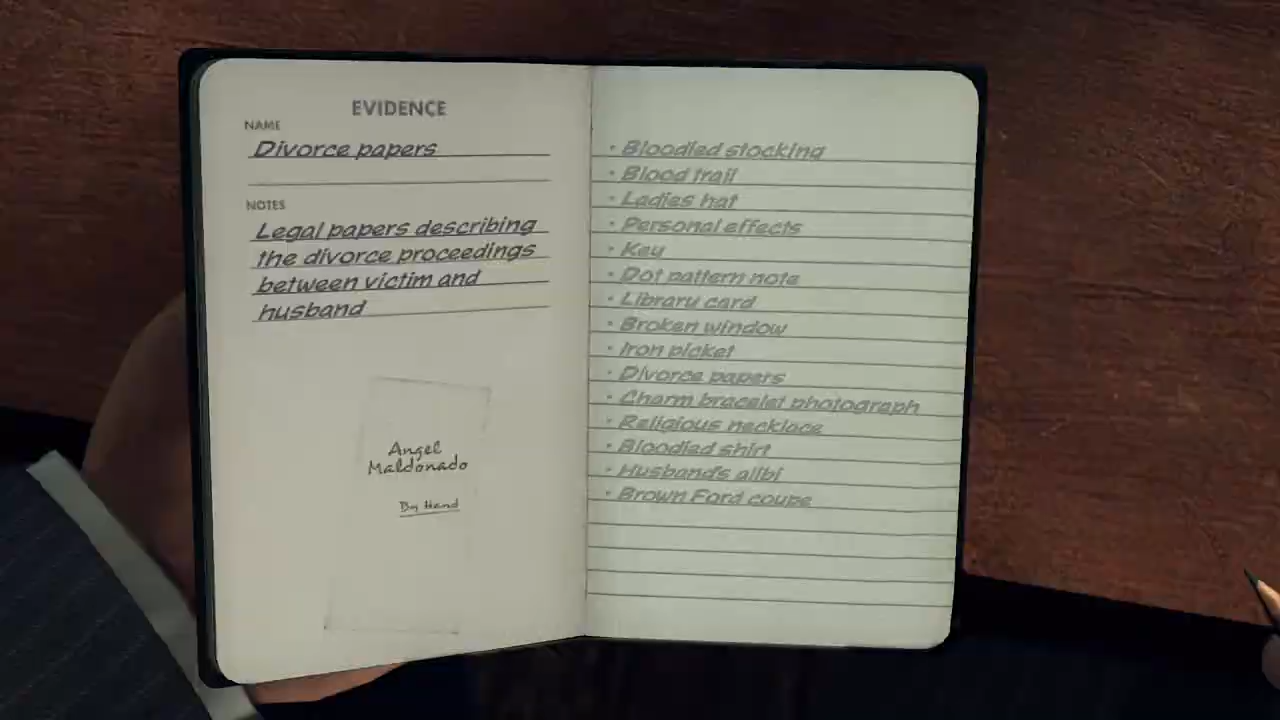 EVIDENCE
NAME
Divorce papers
NOTES
Legal papers describing
the divorce proceedings
between victim and
husband
Angel
Maldonado
By Hand
• Bloodied stocking
• Blood trail
• Ladies hat
• Personal effects
• Key
• Dot pattern note
• Library card
• Broken window
• Iron picket
• Divorce papers
• Charm bracelet photograph
• Religious necklace
• Bloodied shirt
• Husband's alibi
• Brown Ford coupe